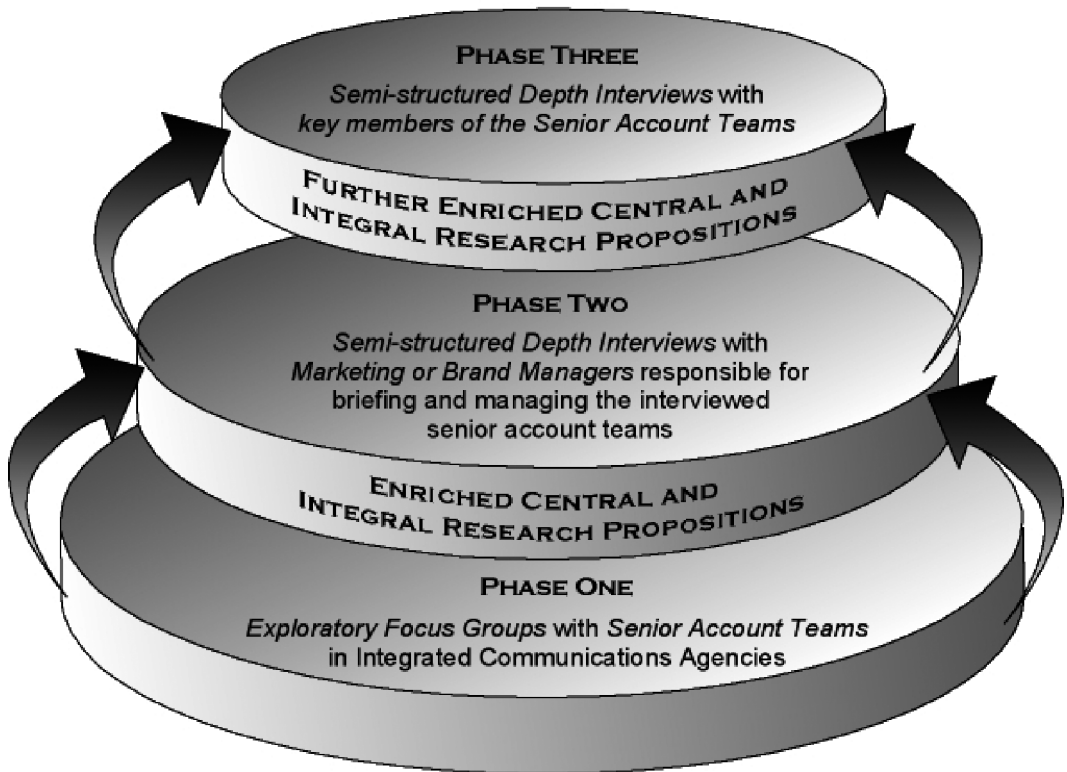 PHASE THREE
Semi-structured Depth Interviews with
key members of the Senior Account Teams
FURTHER ENRICHED CENTRAL AND
INTEGRAL RESEARCH PROPOSITIONS
PHASE TWO
Semi-structured Depth Interviews with
Marketing or Brand Managers responsible for
briefing and managing the interviewed
senior account teams
ENRICHED CENTRAL AND
INTEGRAL RESEARCH PROPOSITIONS
PHASE ONE
Exploratory Focus Groups with Senior Account Teams
in Integrated Communications Agencies